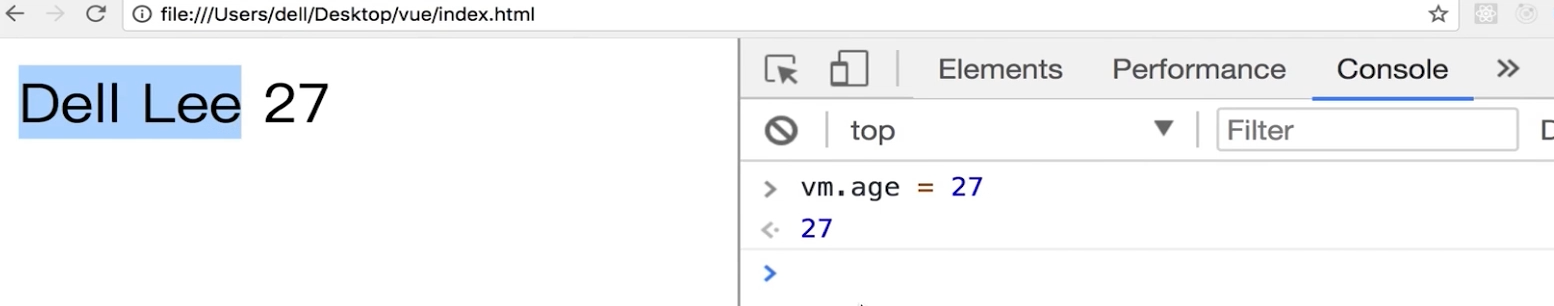 file:///Users/dell/Desktop/vue/index.html
Dell Lee 27
Elements Performance Console »
top ▼ Filter
> vm.age = 27
27
>